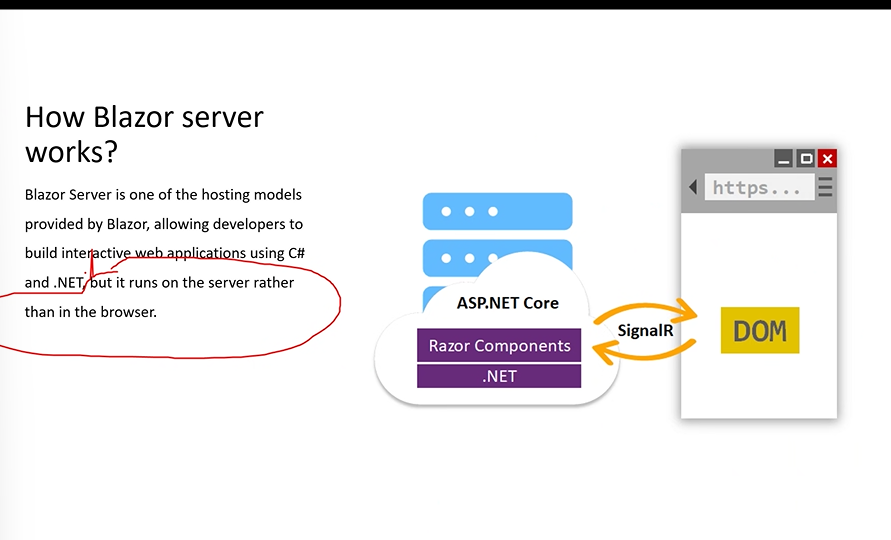 How Blazor server
works?
Blazor Server is one of the hosting models
provided by Blazor, allowing developers to
build interactive web applications using C#
and .NET, but it runs on the server rather
than in the browser.
ASP.NET Core
Razor Components
.NET
SignalR
https...
DOM